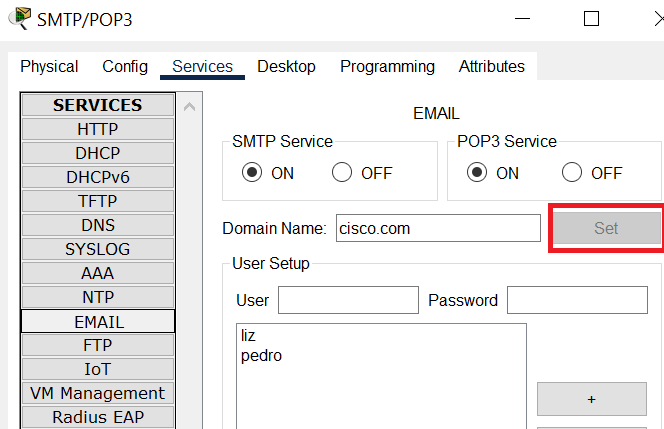 SMTP/POP3
Physical Config Services Desktop Programming Attributes
SERVICES
HTTP
DHCP
DHCPv6
TFTP
DNS
SYSLOG
AAA
NTP
EMAIL
FTP
IoT
VM Management
Radius EAP
EMAIL
SMTP Service POP3 Service
ON OFF ON OFF
Domain Name: cisco.com Set
User Setup
User Password
liz
pedro
+